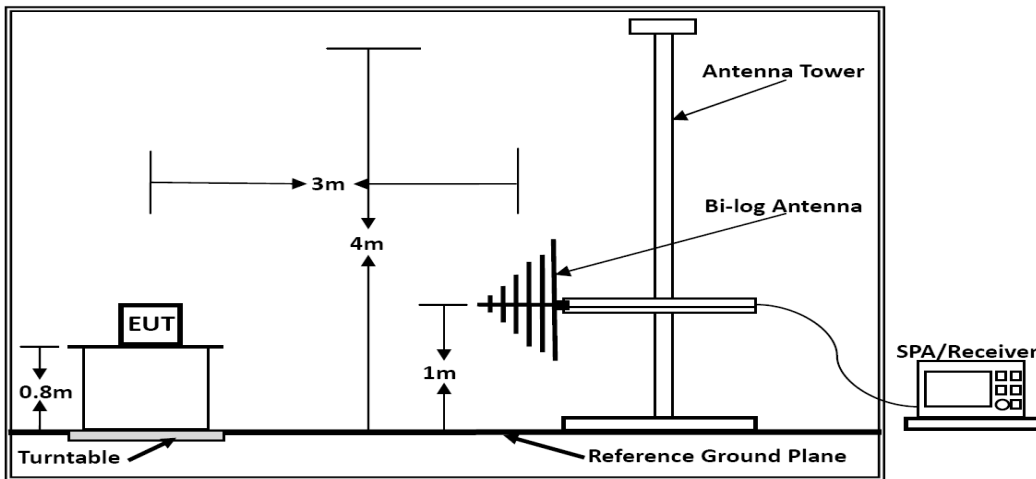 Antenna Tower
3m
Bi-log Antenna
4m
EUT
SPA/Receiver
1m
0.8m
Turntable
Reference Ground Plane